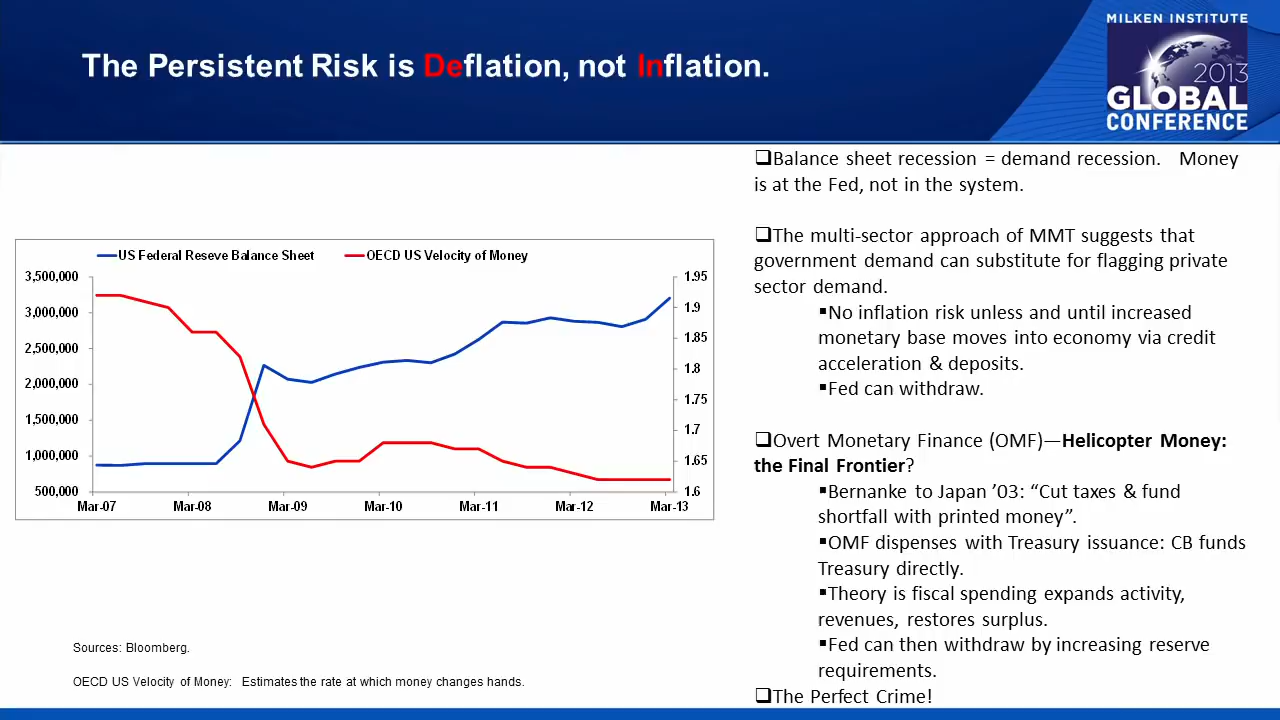 The Persistent Risk is Deflation, not Inflation.
MILKEN INSTITUTE
2013
GLOBAL
CONFERENCE
US Federal Reseve Balance Sheet
OECD US Velocity of Money
3,500,000
3,000,000
2,500,000
2,000,000
1,500,000
1,000,000
500,000
1.95
1.9
1.85
1.8
1.75
1.7
1.65
1.6
Mar-07 Mar-08 Mar-09 Mar-10 Mar-11 Mar-12 Mar-13
Sources: Bloomberg.
OECD US Velocity of Money: Estimates the rate at which money changes hands.
❑Balance sheet recession = demand recession. Money
is at the Fed, not in the system.
❑The multi-sector approach of MMT suggests that
government demand can substitute for flagging private
sector demand.
▪No inflation risk unless and until increased
monetary base moves into economy via credit
acceleration & deposits.
▪Fed can withdraw.
❑Overt Monetary Finance (OMF)—Helicopter Money:
the Final Frontier?
▪Bernanke to Japan ’03: “Cut taxes & fund
shortfall with printed money”.
▪OMF dispenses with Treasury issuance: CB funds
Treasury directly.
▪Theory is fiscal spending expands activity,
revenues, restores surplus.
▪Fed can then withdraw by increasing reserve
requirements.
❑The Perfect Crime!